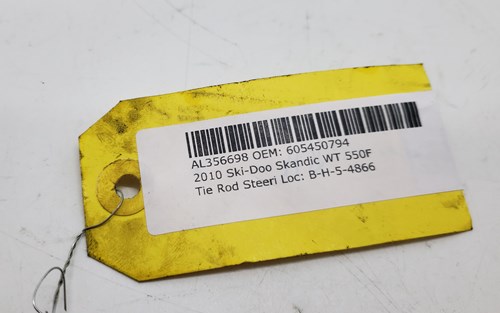 AL356698 OEM: 605450794
2010 Ski-Doo Skandic WT 550F
Tie Rod Steeri Loc: B-H-5-4866